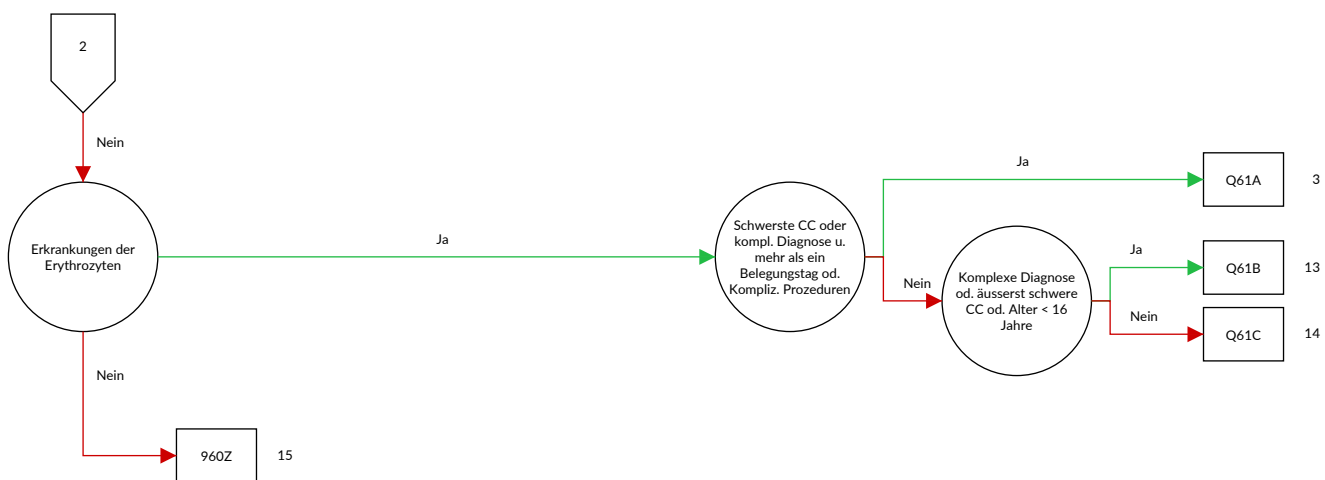 2
Nein
Erkrankungen der
Erythrozyten
Ja
Schwerste CC oder
kompl. Diagnose u.
mehr als ein
Belegungstag od.
Kompliz. Prozeduren
Ja
Q61A
3
Nein
Komplexe Diagnose
od. äusserst schwere
CC od. Alter < 16
Jahre
Ja
Q61B
13
Nein
Q61C
14
Nein
960Z
15